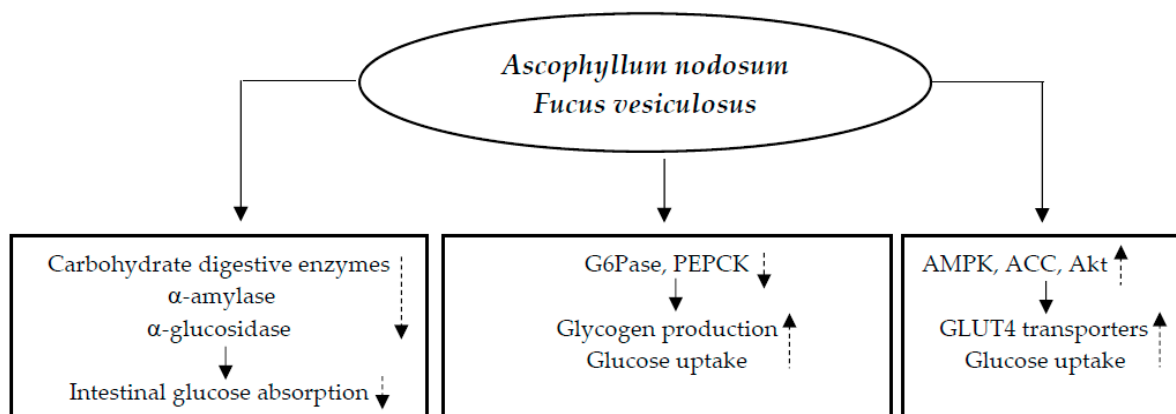 Ascophyllum nodosum
Fucus vesiculosus
Carbohydrate digestive enzymes
α-amylase
α-glucosidase
Intestinal glucose absorption
G6Pase, PEPCK
Glycogen production
Glucose uptake
AMPK, ACC, Akt
GLUT4 transporters
Glucose uptake